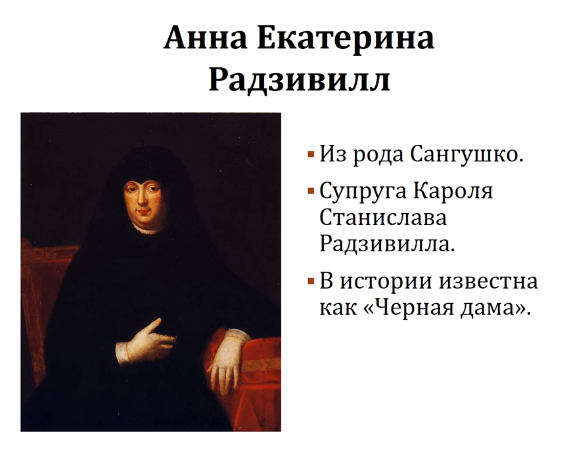 Анна Екатерина
Радзивилл
▪ Из рода Сангушко.
▪ Супруга Кароля
Станислава
Радзивилла.
▪ В истории известна
как «Черная дама».